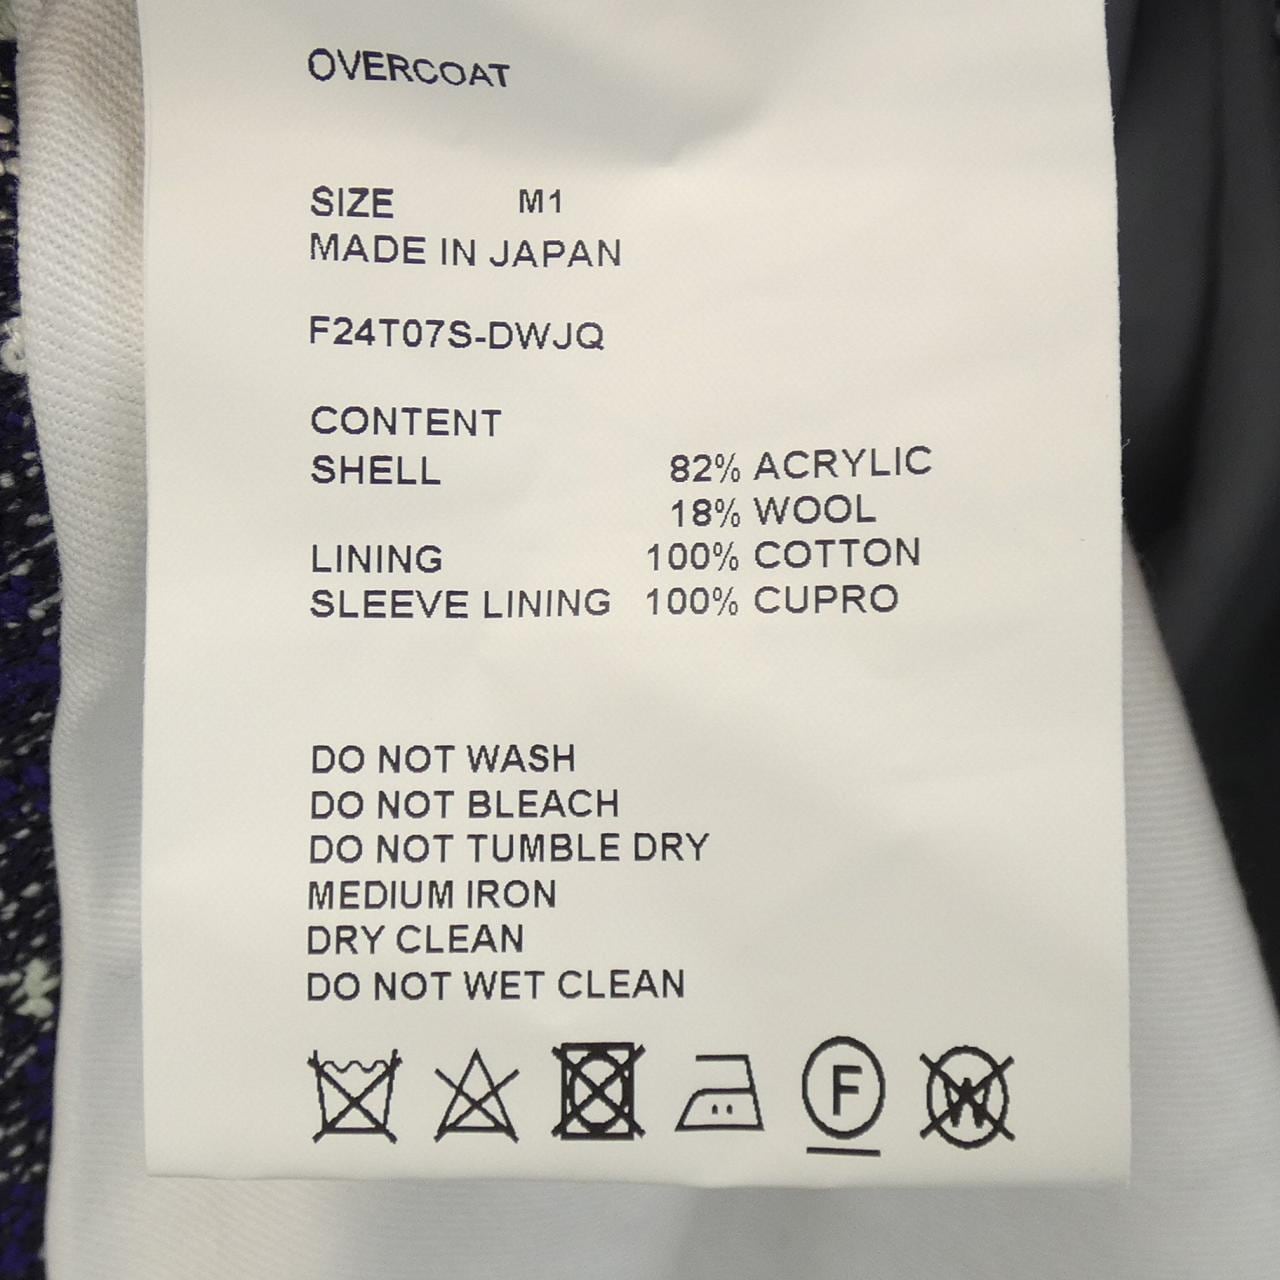 OVERCOAT
SIZE M1
MADE IN JAPAN
F24T07S-DWJQ
CONTENT
SHELL 82% ACRYLIC
18% WOOL
LINING 100% COTTON
SLEEVE LINING 100% CUPRO
DO NOT WASH
DO NOT BLEACH
DO NOT TUMBLE DRY
MEDIUM IRON
DRY CLEAN
DO NOT WET CLEAN
F W